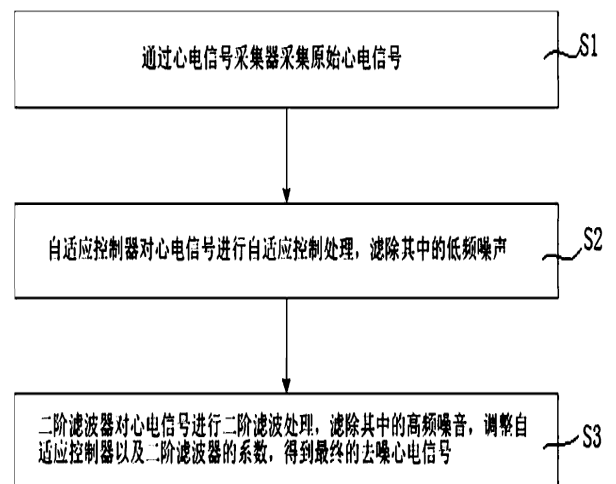 通过心电信号采集器采集原始心电信号
S1
自适应控制器对心电信号进行自适应控制处理，滤除其中的低频噪声
S2
二阶滤波器对心电信号进行二阶滤波处理，滤除其中的高频噪音，调整自
适应控制器以及二阶滤波器的系数，得到最终的去噪心电信号
S3